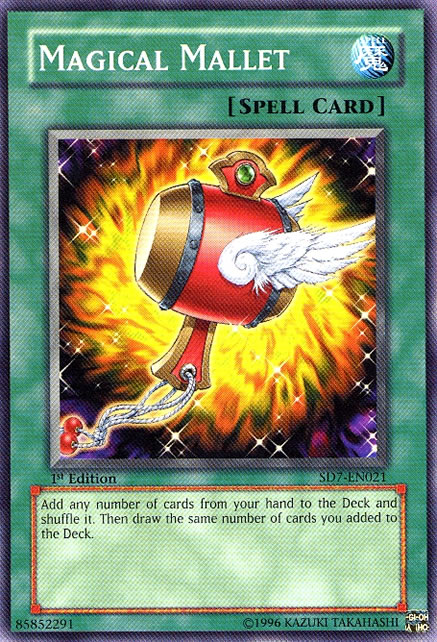 MAGICAL MALLET
魔
[SPELL CARD]
1st Edition
SD7-EN021
Add any number of cards from your hand to the Deck and
shuffle it. Then draw the same number of cards you added to
the Deck.
85852291
©1996 KAZUKI TAKAHASHI